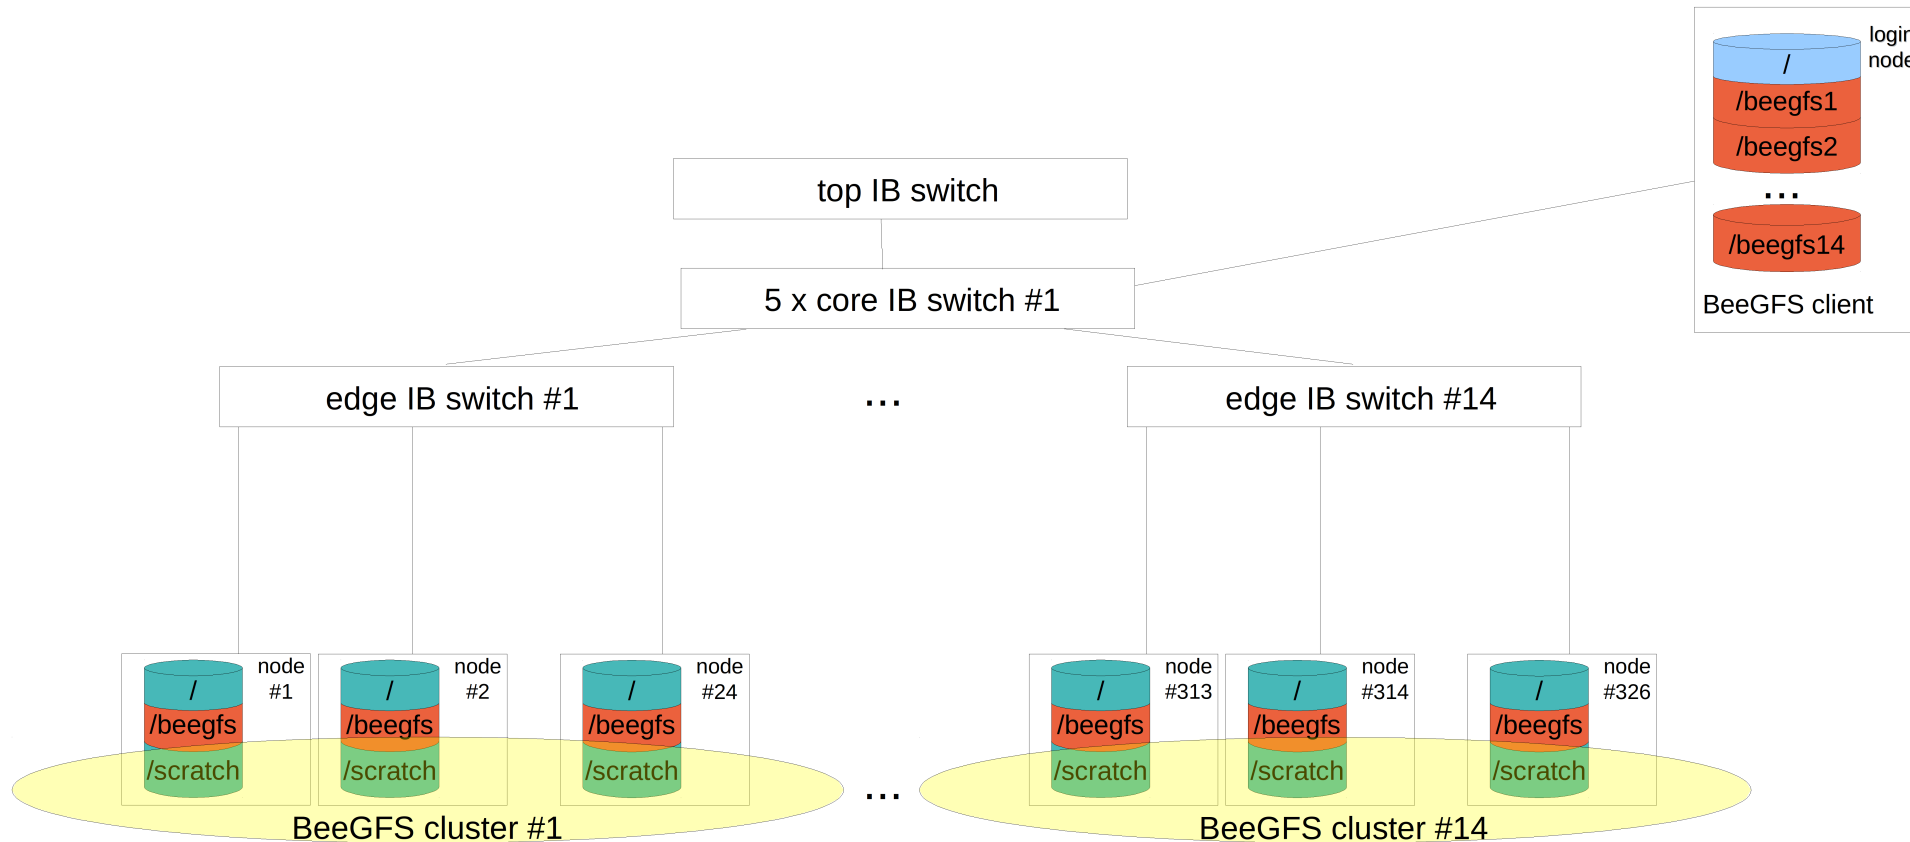 login
node
/
/beegfs1
/beegfs2
...
/beegfs14
BeeGFS client
top IB switch
5 x core IB switch #1
edge IB switch #1
...
edge IB switch #14
node
#1
/
/beegfs
/scratch
node
#2
/
/beegfs
/scratch
node
#24
/
/beegfs
/scratch
BeeGFS cluster #1
...
node
#313
/
/beegfs
/scratch
node
#314
/
/beegfs
/scratch
node
#326
/
/beegfs
/scratch
BeeGFS cluster #14